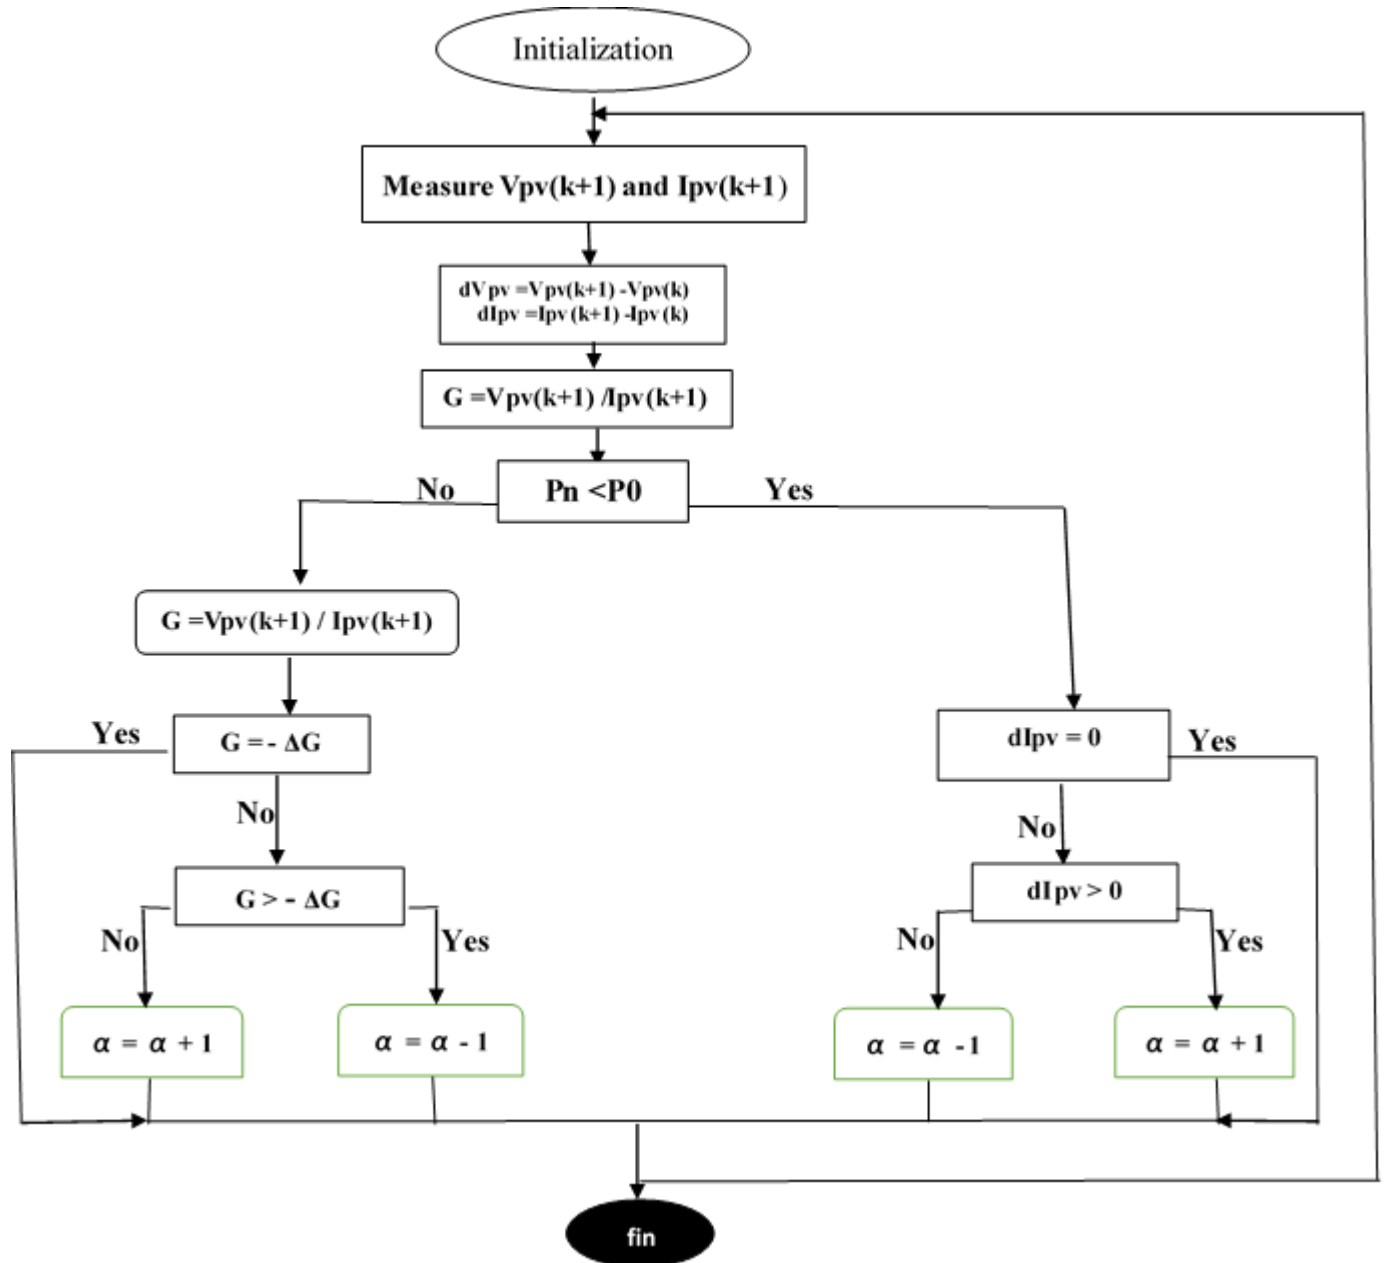 Initialization
Measure Vpv(k+1) and Ipv(k+1)
dVpv =Vpv(k+1) -Vpv(k)
dIpv =Ipv(k+1) -Ipv(k)
G =Vpv(k+1) /Ipv(k+1)
No
Pn <P0
Yes
G =Vpv(k+1) / Ipv(k+1)
Yes
G = - ΔG
dIpv = 0
Yes
No
No
G > - ΔG
dIpv > 0
No
Yes
No
Yes
α = α + 1
α = α - 1
α = α -1
α = α + 1
fin